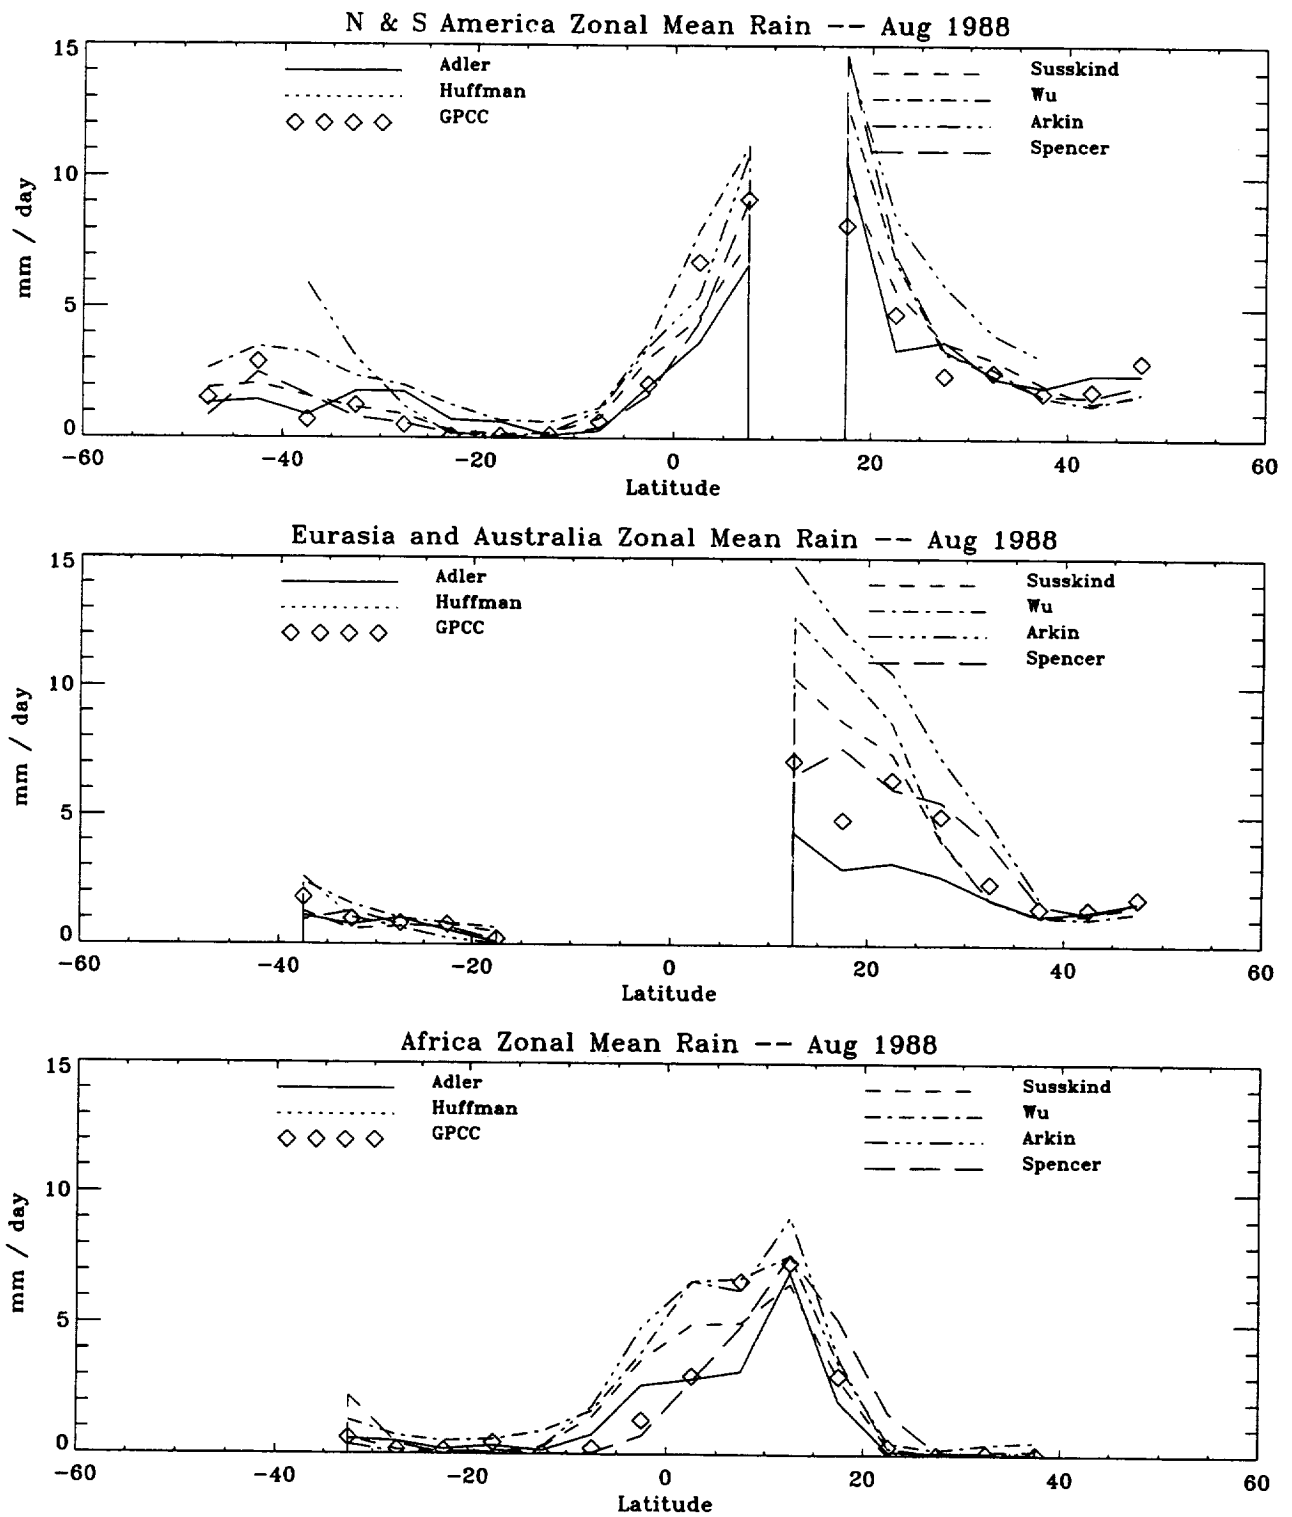 N & S America Zonal Mean Rain -- Aug 1988
15
10
5
0
mm / day
Adler
Huffman
GPCC
Susskind
Wu
Arkin
Spencer
-60 -40 -20 0 20 40 60
Latitude
Eurasia and Australia Zonal Mean Rain -- Aug 1988
15
10
5
0
mm / day
Adler
Huffman
GPCC
Susskind
Wu
Arkin
Spencer
-60 -40 -20 0 20 40 60
Latitude
Africa Zonal Mean Rain -- Aug 1988
15
10
5
0
mm / day
Adler
Huffman
GPCC
Susskind
Wu
Arkin
Spencer
-60 -40 -20 0 20 40 60
Latitude